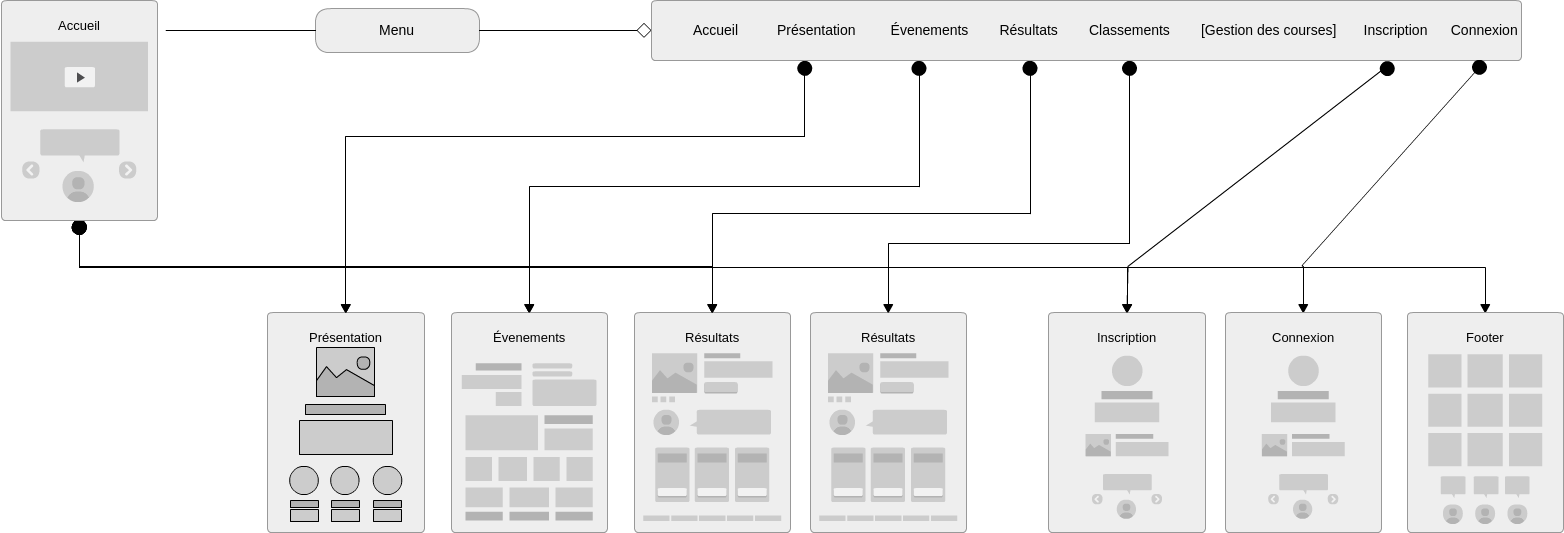 Accueil
Menu
Accueil Présentation Évenements Résultats Classements [Gestion des courses] Inscription Connexion
Présentation
Évenements
Résultats
Résultats
Inscription
Connexion
Footer